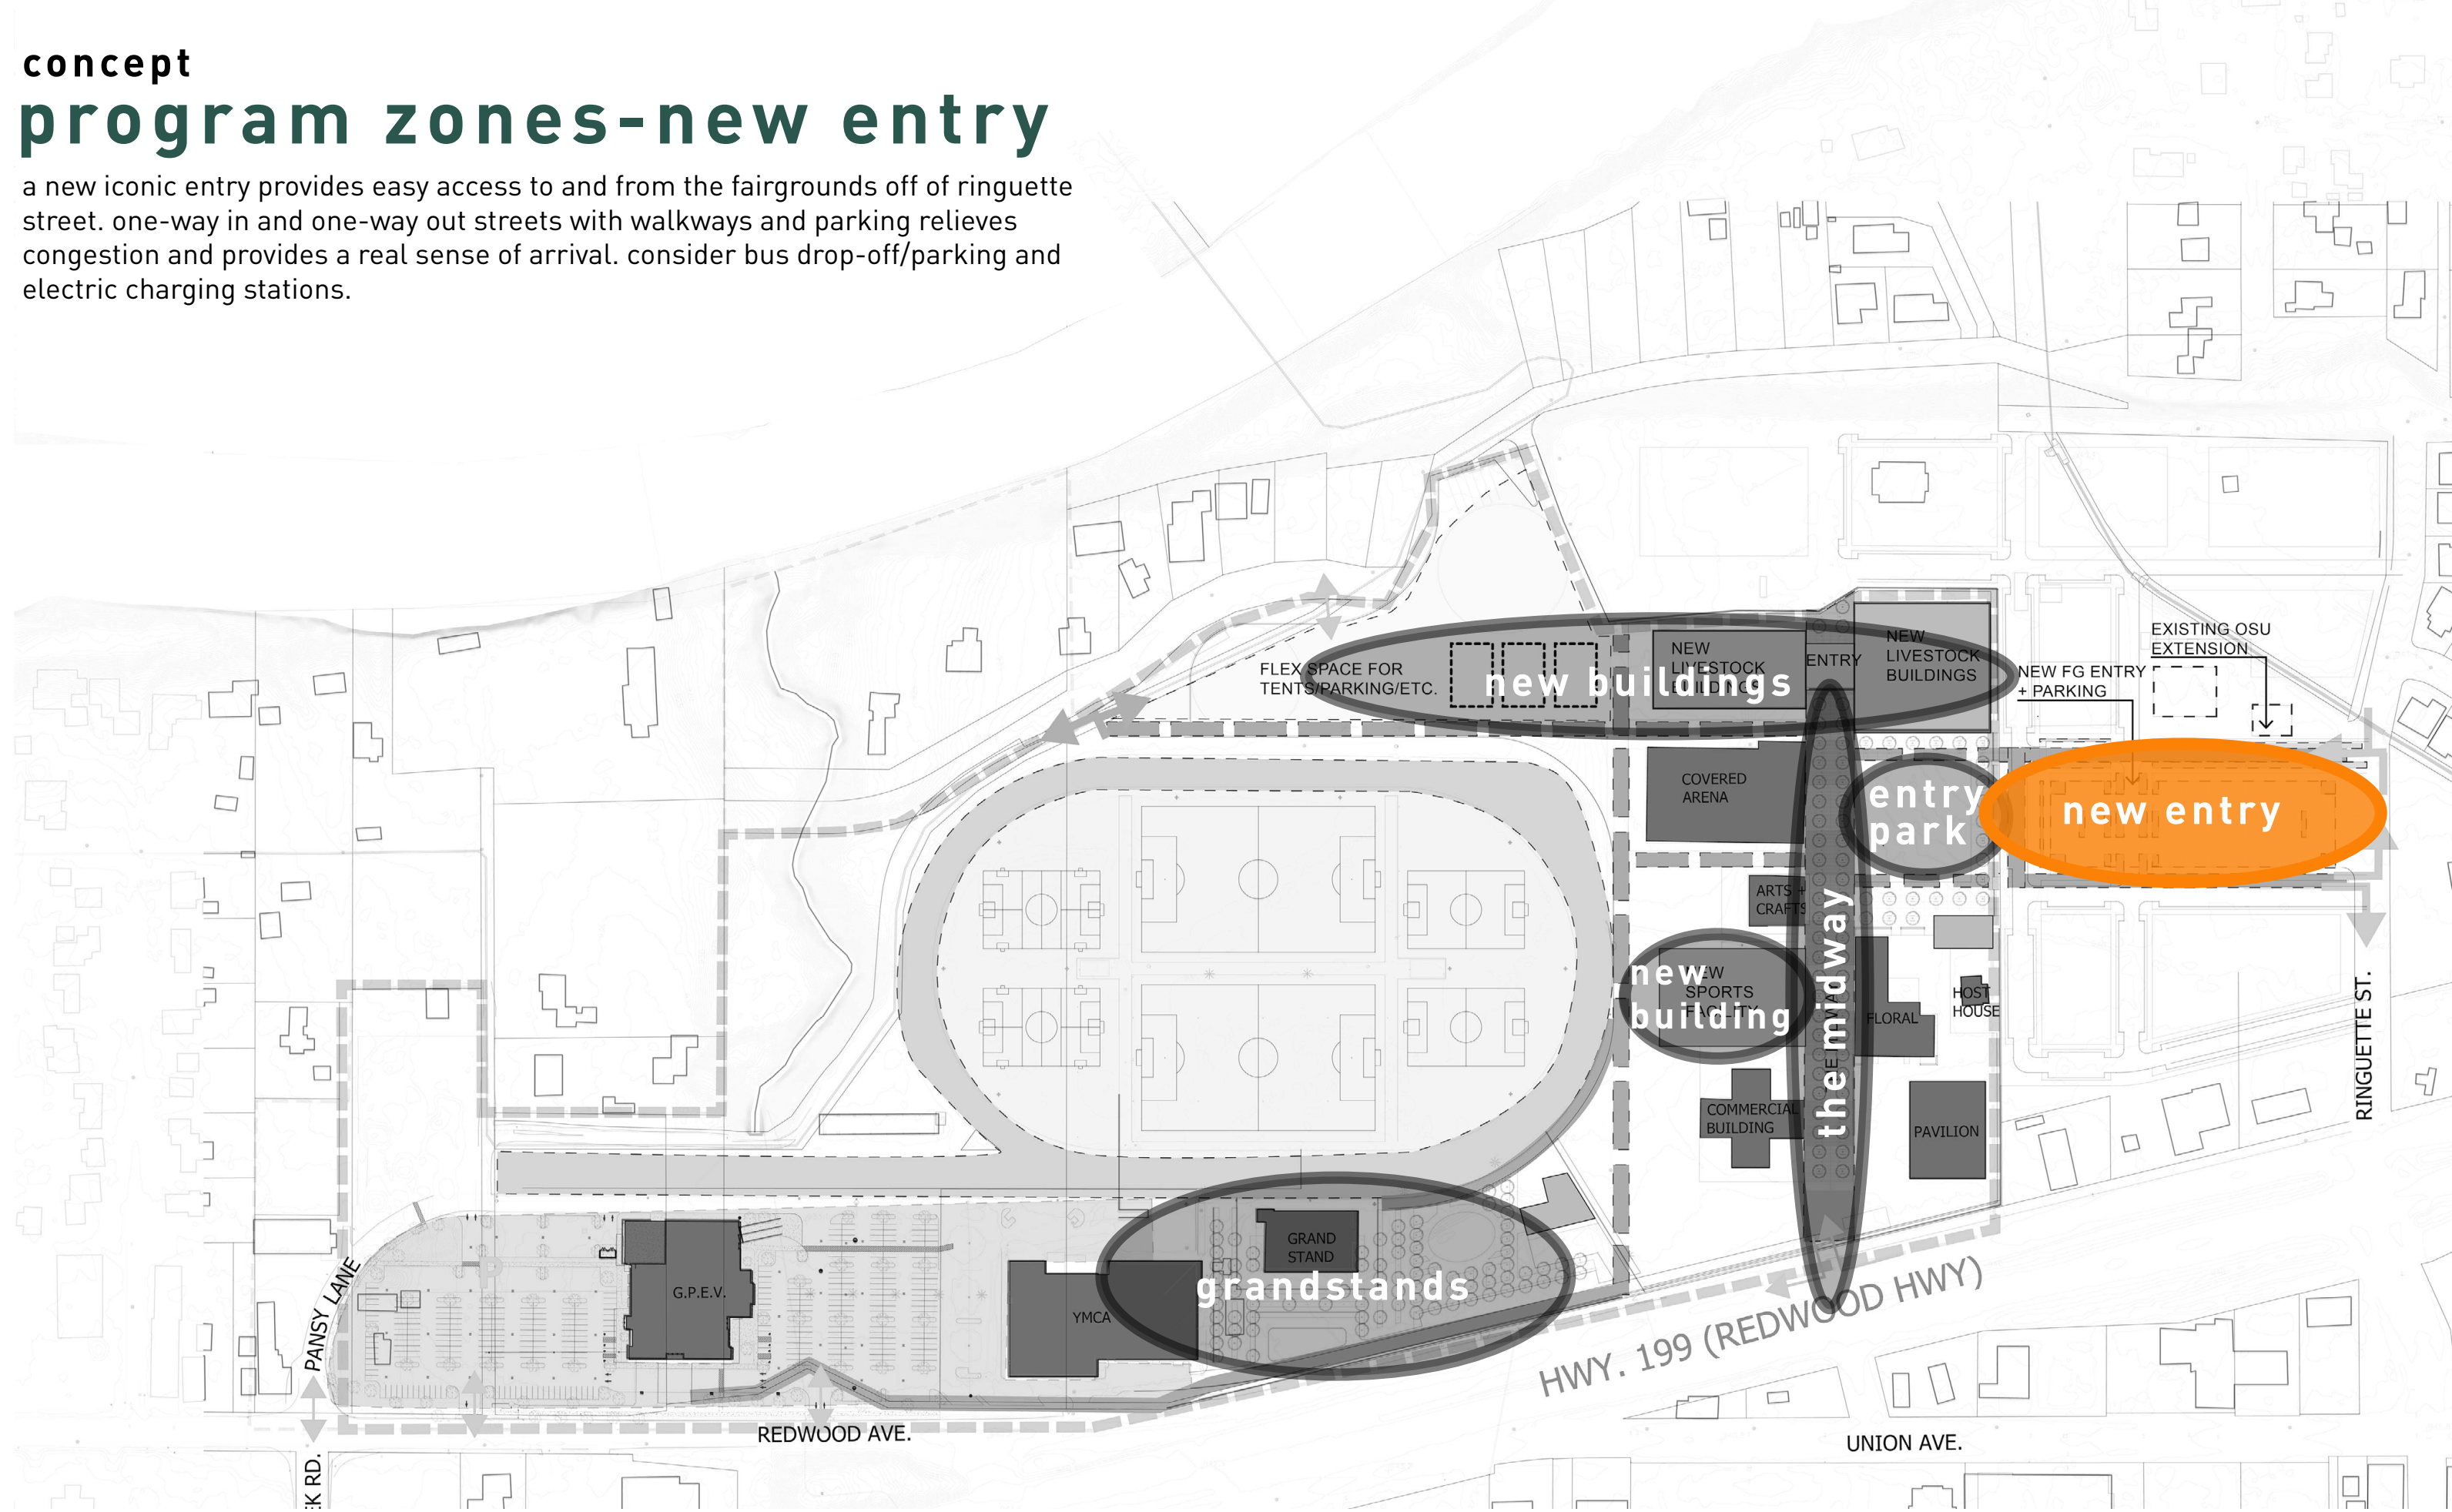 concept
program zones-new entry
a new iconic entry provides easy access to and from the fairgrounds off of ringuette
street. one-way in and one-way out streets with walkways and parking relieves
congestion and provides a real sense of arrival. consider bus drop-off/parking and
electric charging stations.
EXISTING OSU
EXTENSION
NEW FG ENTRY
+ PARKING
FLEX SPACE FOR
TENTS/PARKING/ETC.
new buildings
NEW
LIVESTOCK
BUILDINGS
ENTRY
NEW
LIVESTOCK
BUILDINGS
COVERED
ARENA
entry
park
new entry
ARTS +
CRAFTS
the midway
new
building
NEW
SPORTS
FACILITY
FLORAL
HOST
HOUSE
COMMERCIAL
BUILDING
PAVILION
RINGUETTE ST.
GRAND
STAND
grandstands
G.P.E.V.
YMCA
P
PANSY LANE
HWY. 199 (REDWOOD HWY)
REDWOOD AVE.
UNION AVE.
EK RD.